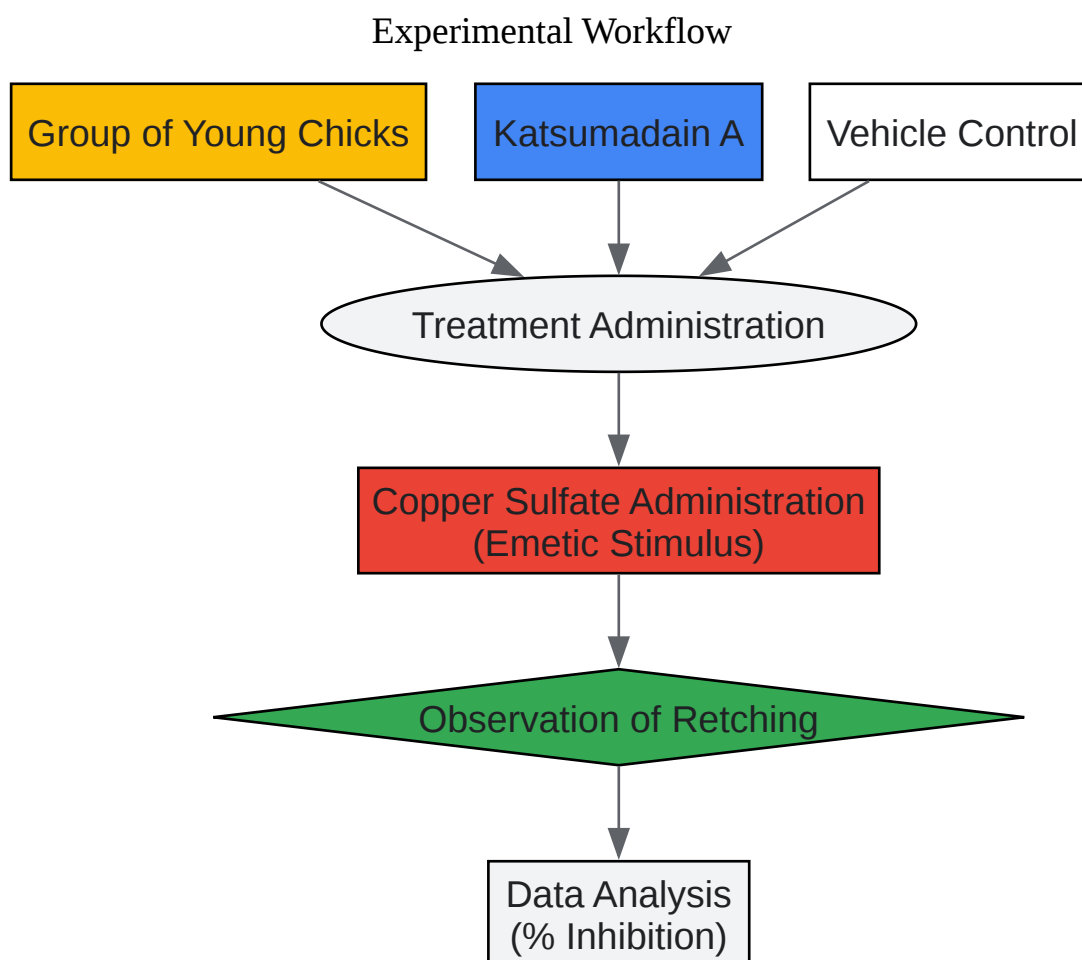 Experimental Workflow
Group of Young Chicks
Katsumadain A
Vehicle Control
Treatment Administration
Copper Sulfate Administration
(Emetic Stimulus)
Observation of Retching
Data Analysis
(% Inhibition)